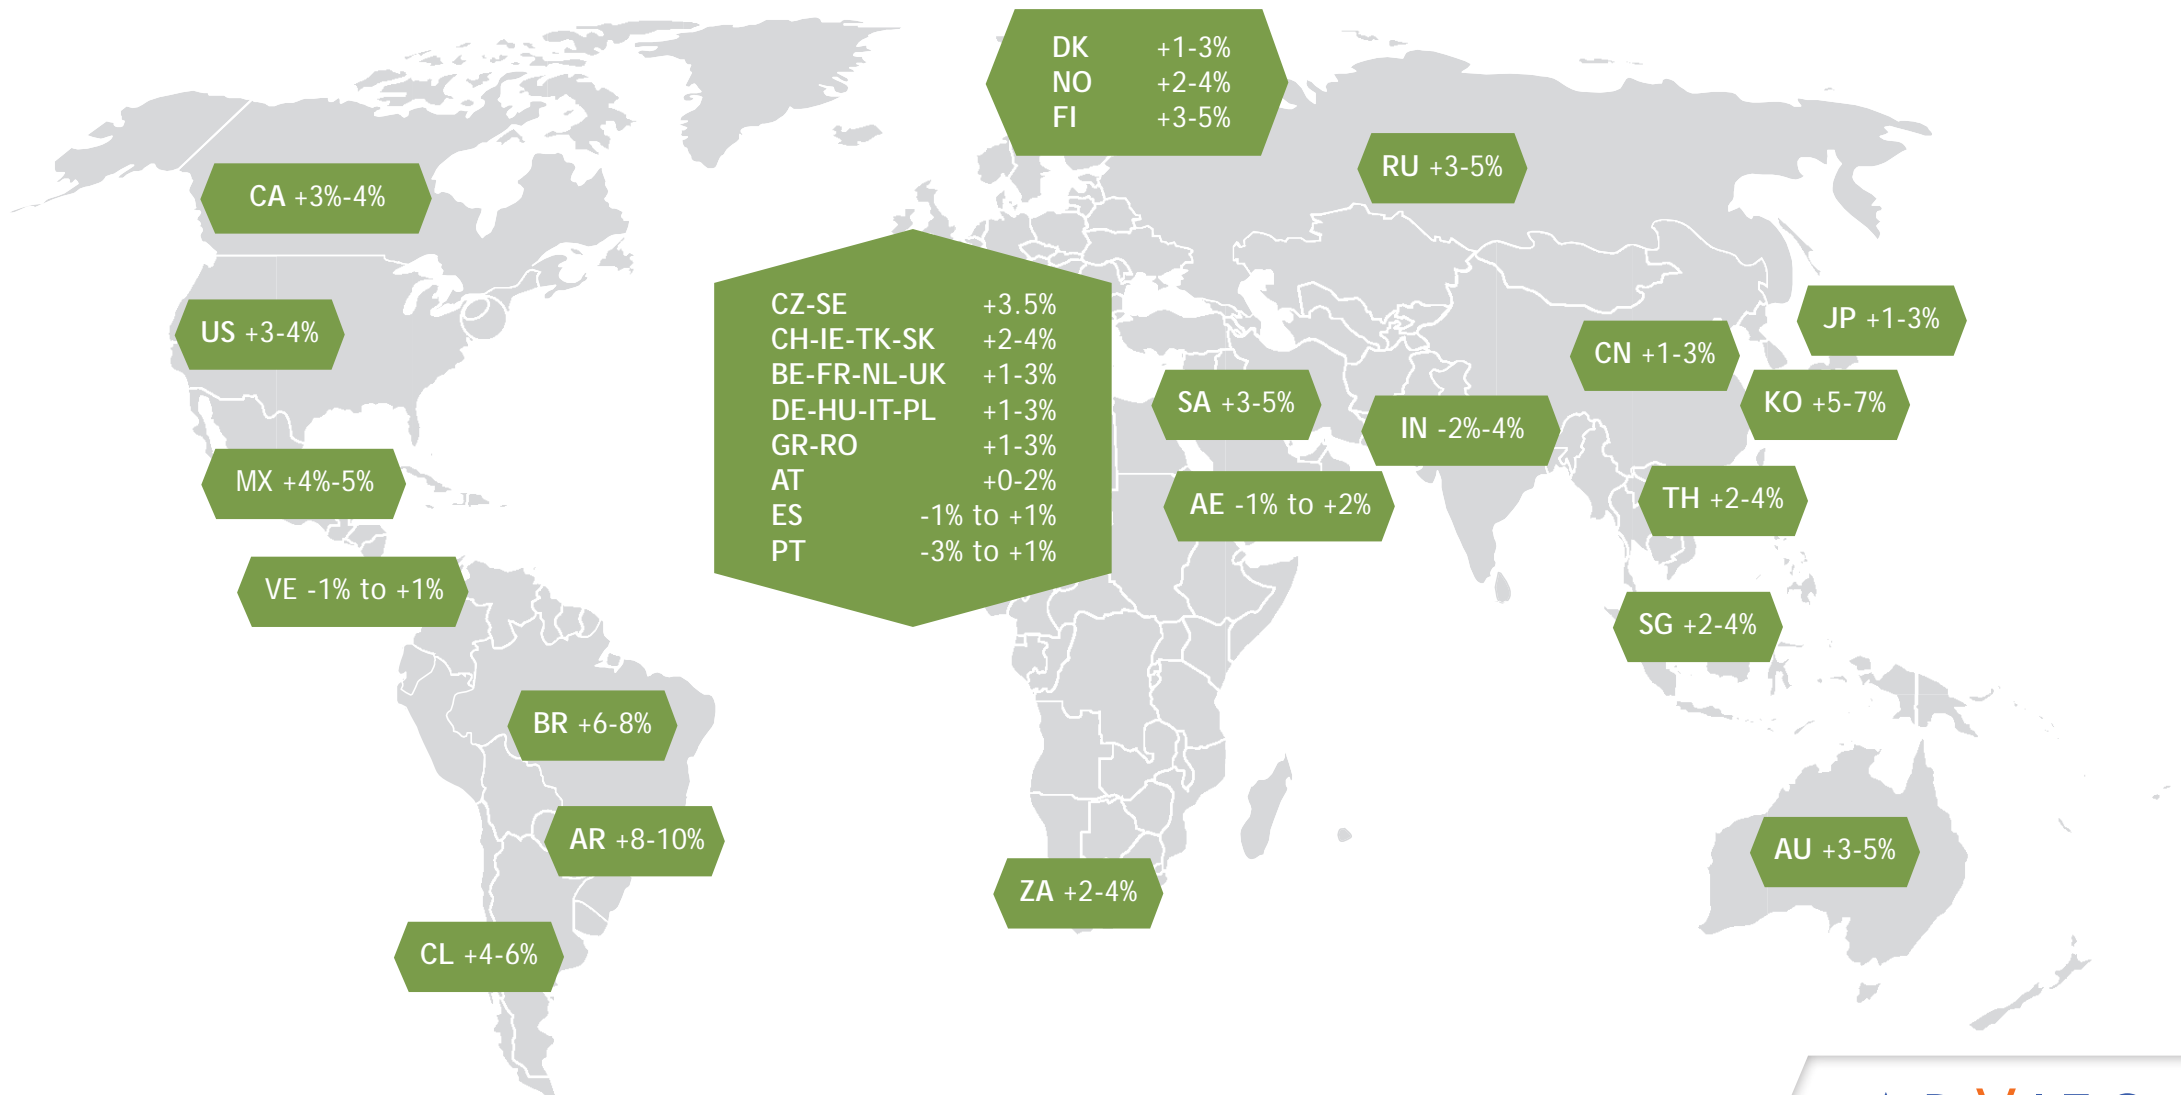 DK +1-3%
NO +2-4%
FI +3-5%
RU +3-5%
CA +3%-4%
CZ-SE +3.5%
CH-IE-TK-SK +2-4%
BE-FR-NL-UK +1-3%
DE-HU-IT-PL +1-3%
GR-RO +1-3%
AT +0-2%
ES -1% to +1%
PT -3% to +1%
US +3-4%
JP +1-3%
CN +1-3%
SA +3-5%
KO +5-7%
IN -2%-4%
MX +4%-5%
AE -1% to +2%
TH +2-4%
VE -1% to +1%
SG +2-4%
BR +6-8%
AR +8-10%
AU +3-5%
ZA +2-4%
CL +4-6%